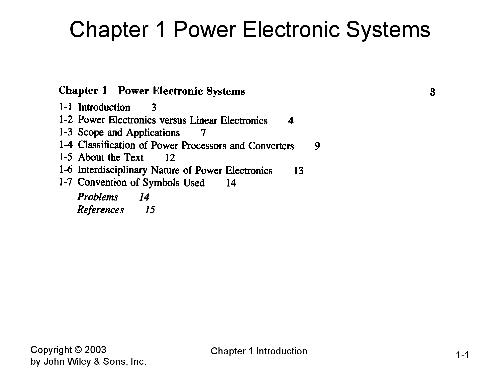 Chapter 1 Power Electronic Systems
Chapter 1 Power Electronic Systems 3
1-1 Introduction 3
1-2 Power Electronics versus Linear Electronics 4
1-3 Scope and Applications 7
1-4 Classification of Power Processors and Converters 9
1-5 About the Text 12
1-6 Interdisciplinary Nature of Power Electronics 13
1-7 Convention of Symbols Used 14
Problems 14
References 15
Copyright © 2003
by John Wiley & Sons, Inc.
Chapter 1 Introduction
1-1